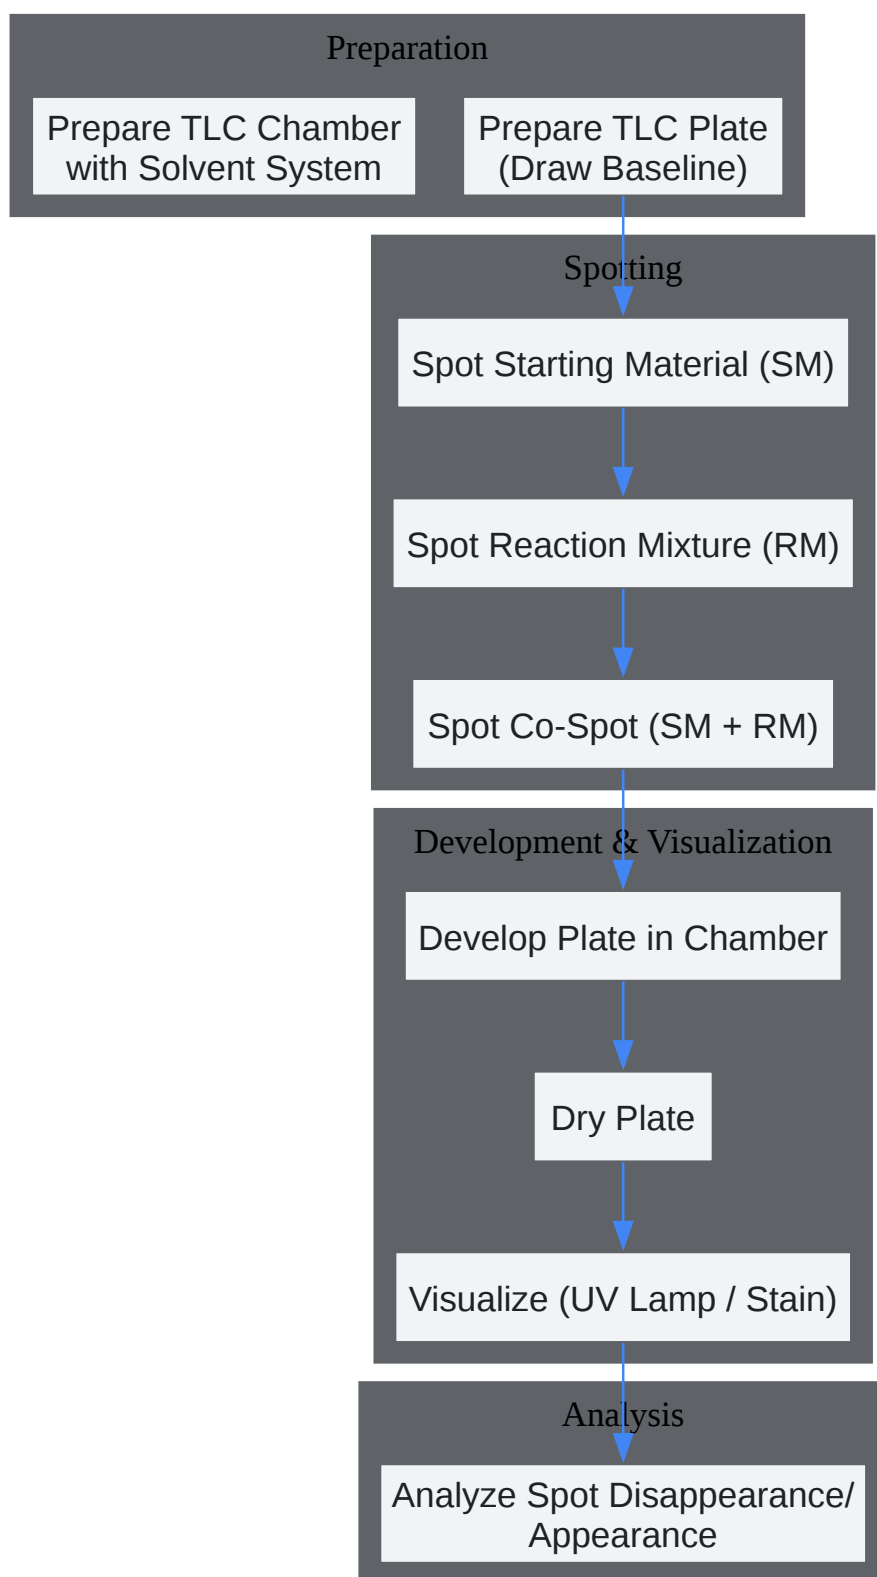 Preparation
Prepare TLC Chamber
with Solvent System
Prepare TLC Plate
(Draw Baseline)
Spotting
Spot Starting Material (SM)
Spot Reaction Mixture (RM)
Spot Co-Spot (SM + RM)
Development & Visualization
Develop Plate in Chamber
Dry Plate
Visualize (UV Lamp / Stain)
Analysis
Analyze Spot Disappearance/
Appearance